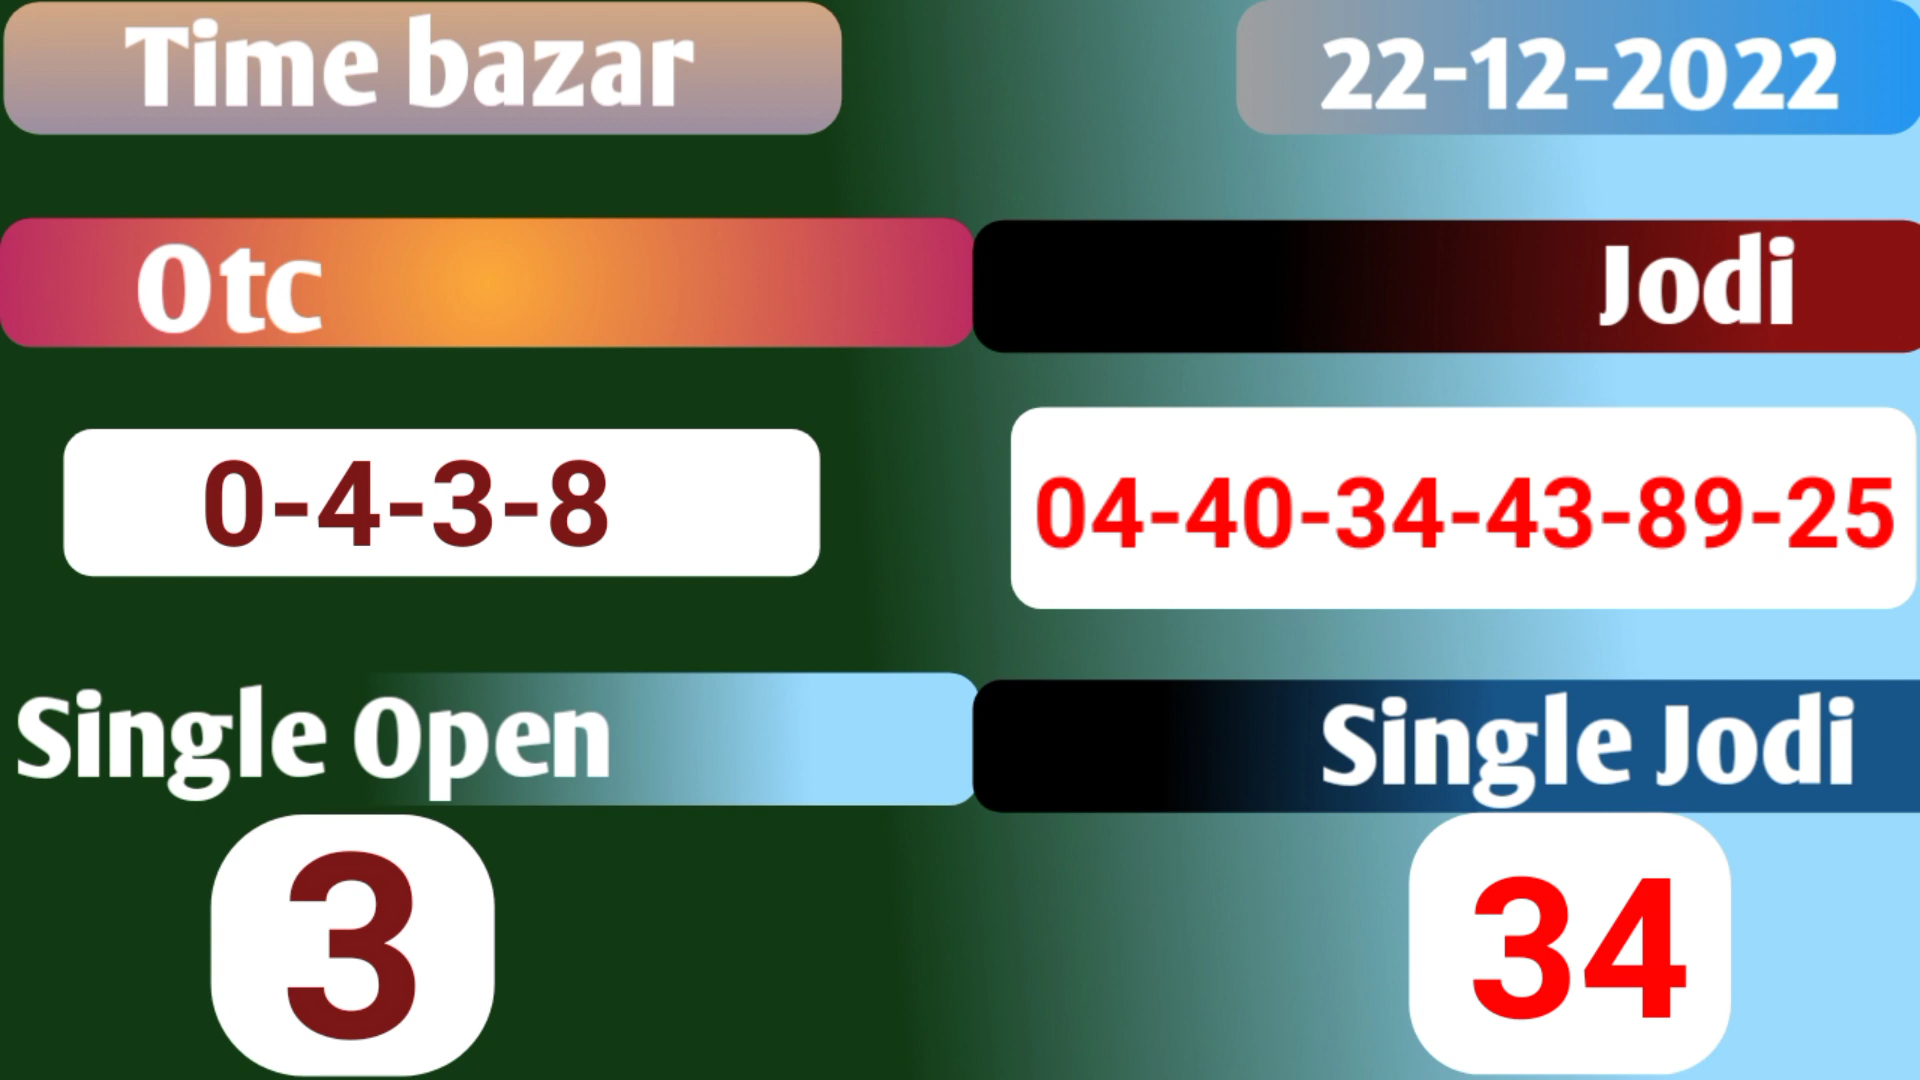 Time bazar
22-12-2022
Otc
Jodi
0-4-3-8
04-40-34-43-89-25
Single Open
Single Jodi
3
34